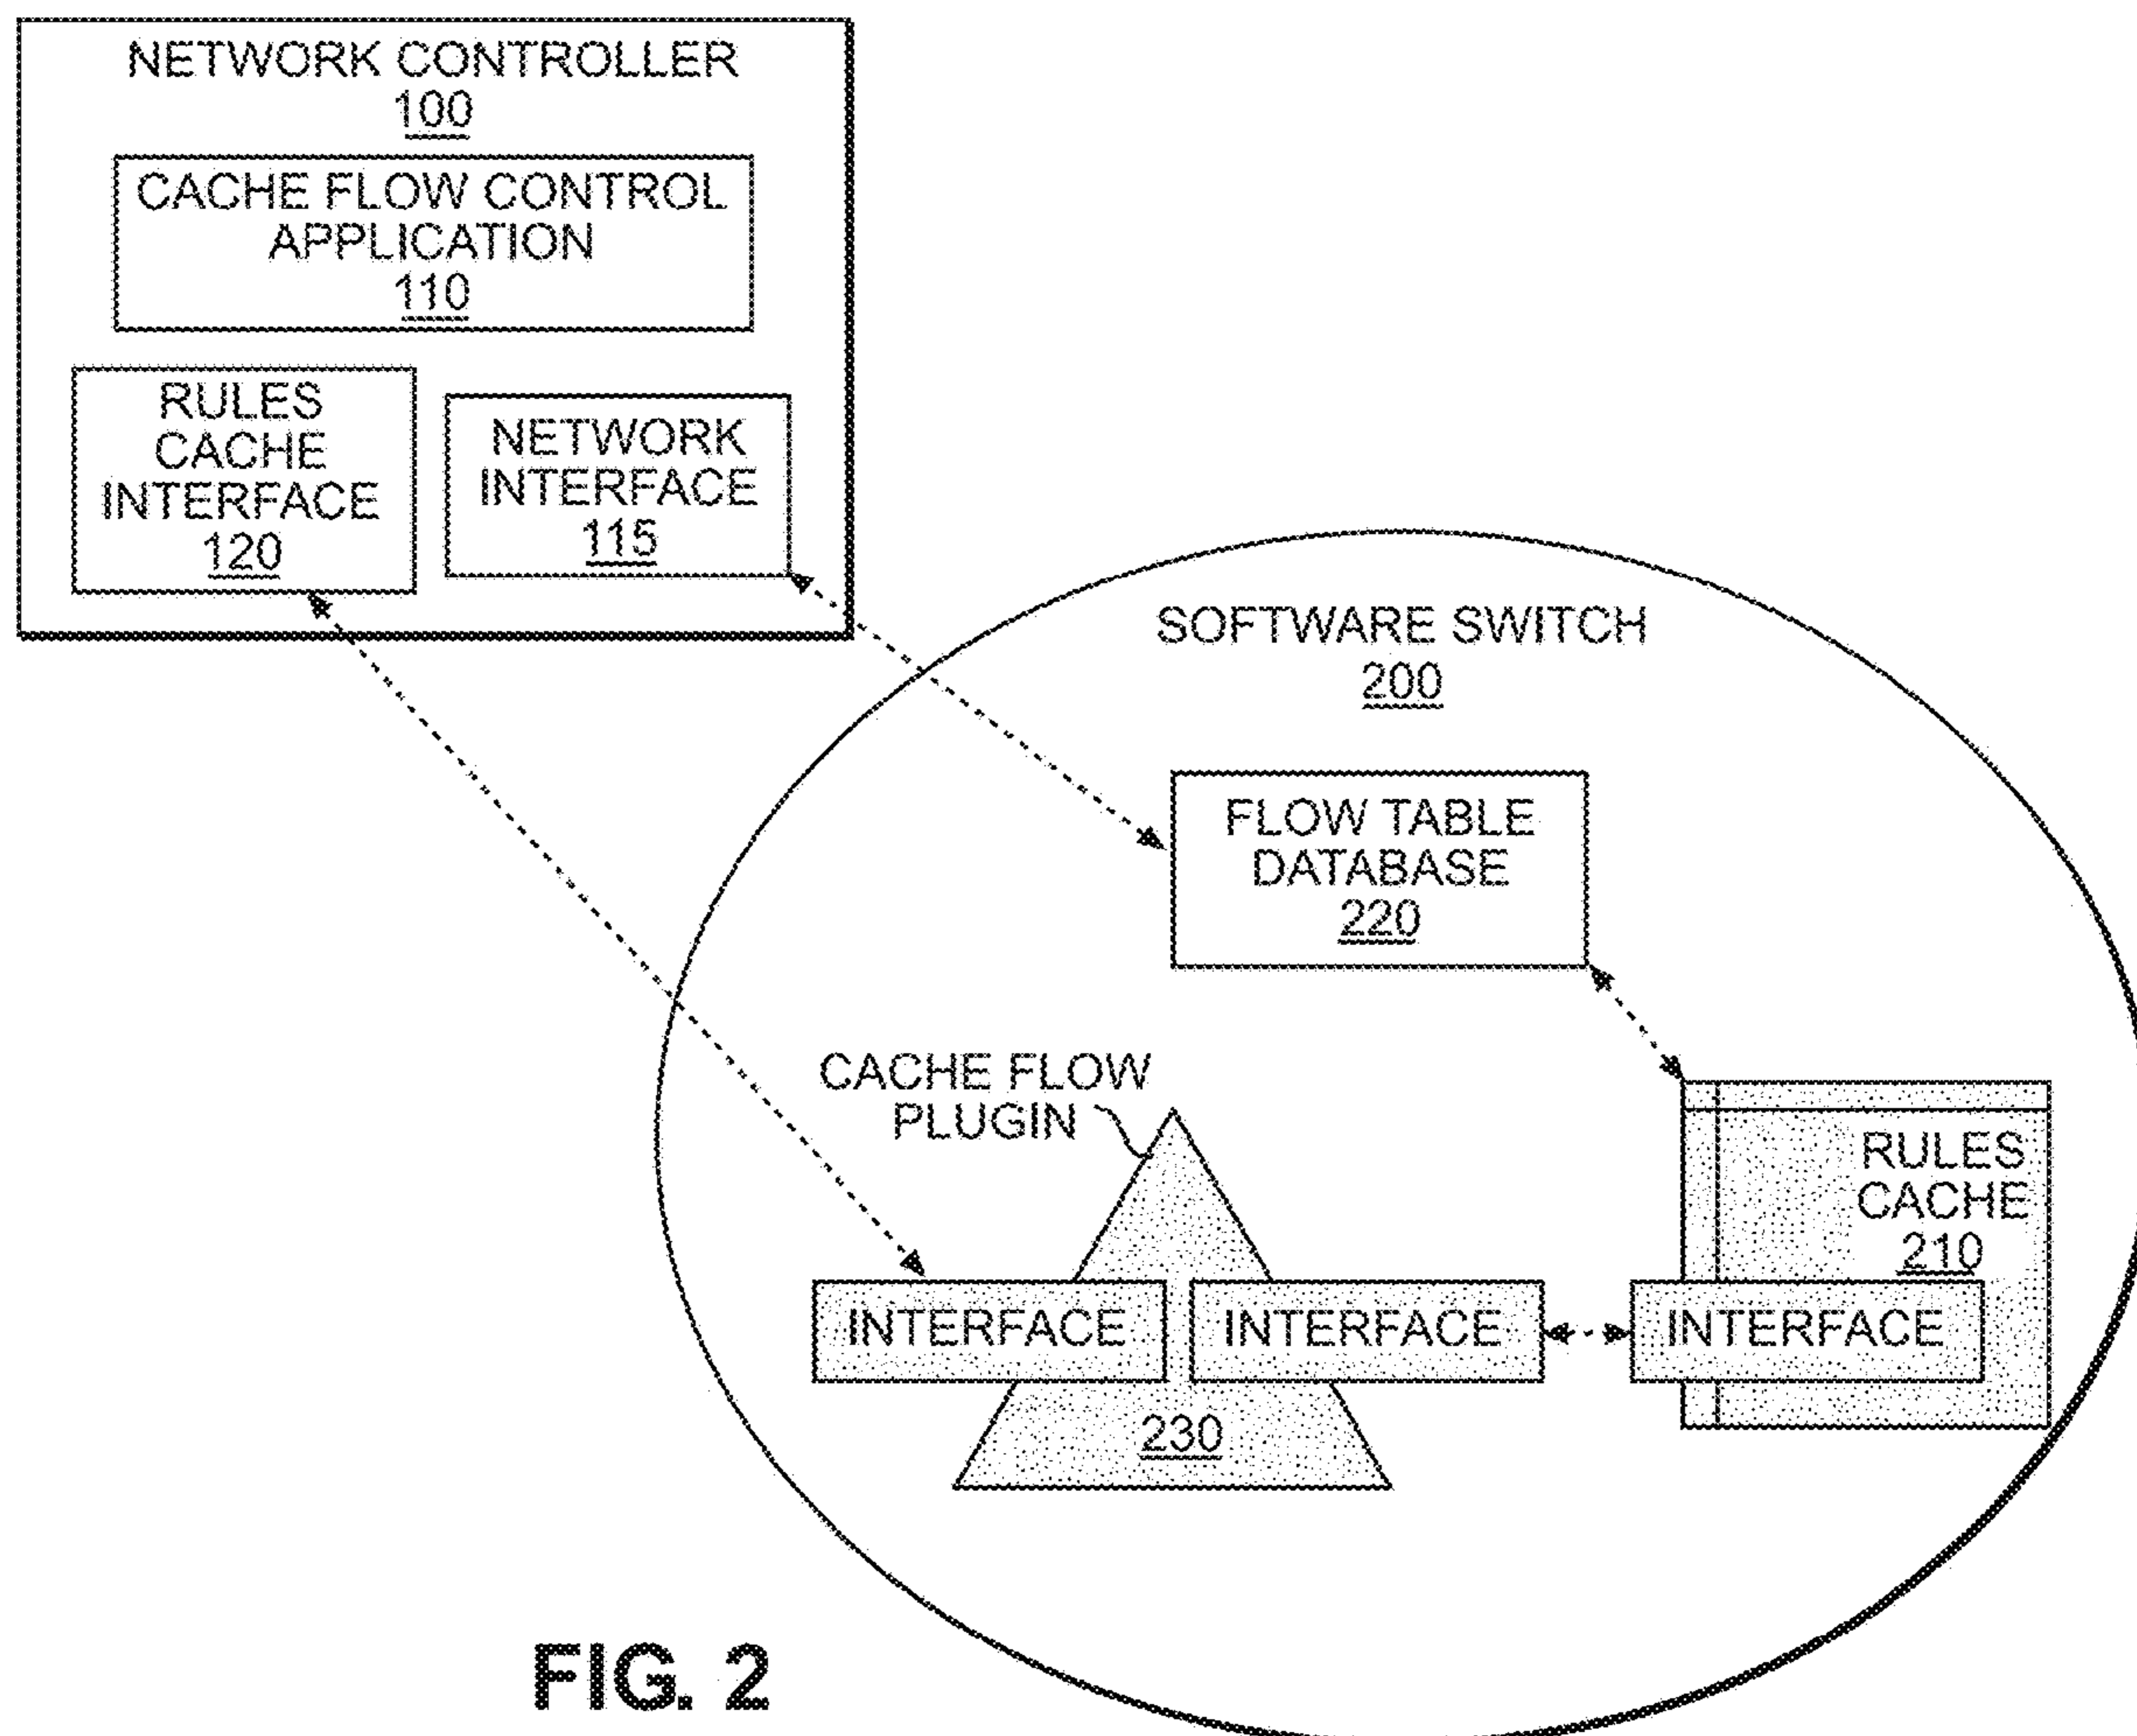 NETWORK CONTROLLER
100
CACHE FLOW CONTROL
APPLICATION
110
RULES
CACHE
INTERFACE
120
NETWORK
INTERFACE
115
SOFTWARE SWITCH
200
FLOW TABLE
DATABASE
220
CACHE FLOW
PLUGIN
RULES
CACHE
210
INTERFACE
INTERFACE
INTERFACE
230
FIG. 2